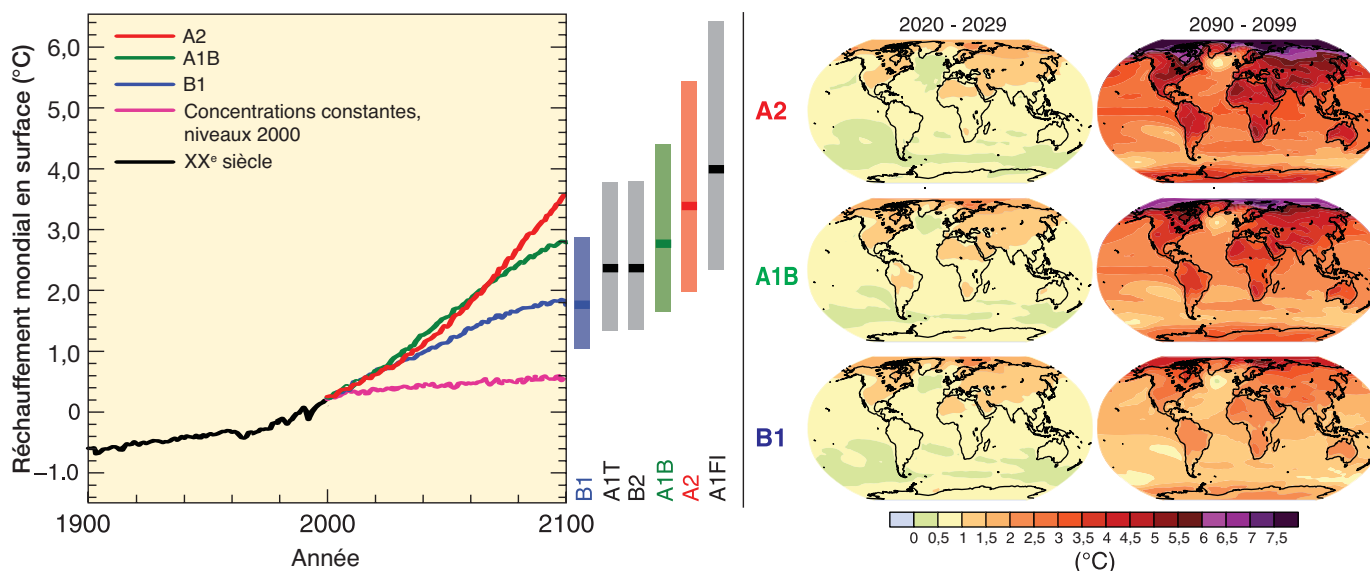 Réchauffement mondial en surface (°C)
6,0
5,0
4,0
3,0
2,0
1,0
0
–1.0
A2
A1B
B1
Concentrations constantes,
niveaux 2000
XXe siècle
1900
2000
2100
Année
B1
A1T
B2
A1B
A2
A1FI
2020 - 2029
2090 - 2099
A2
A1B
B1
0 0,5 1 1,5 2 2,5 3 3,5 4 4,5 5 5,5 6 6,5 7 7,5
(°C)